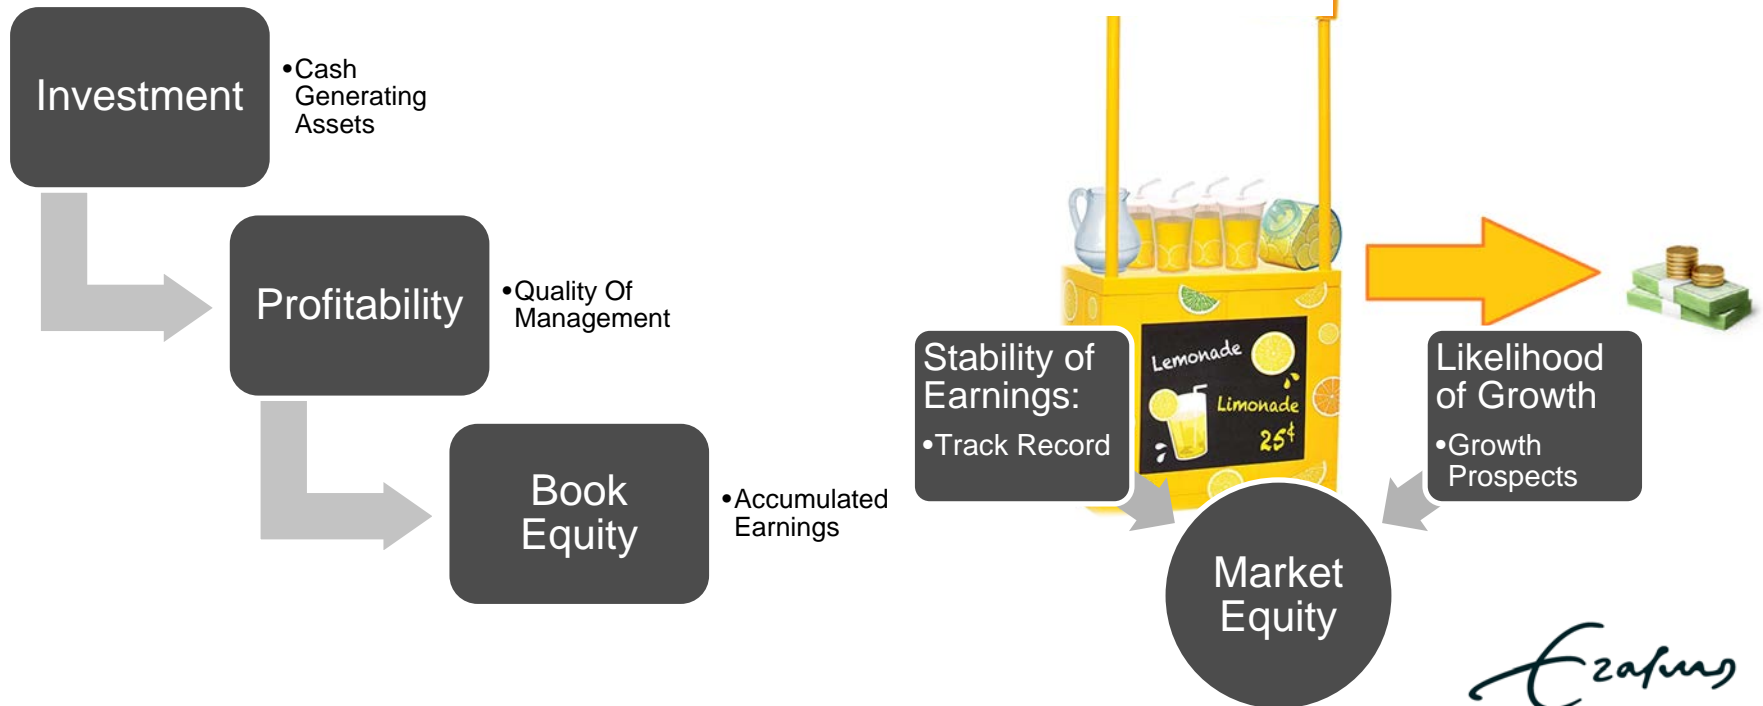 Investment
•Cash
Generating
Assets
Profitability
•Quality Of
Management
Book
Equity
•Accumulated
Earnings
Lemonade
Limonade
25¢
Stability of
Earnings:
•Track Record
Likelihood
of Growth
•Growth
Prospects
Market
Equity
Erasmus